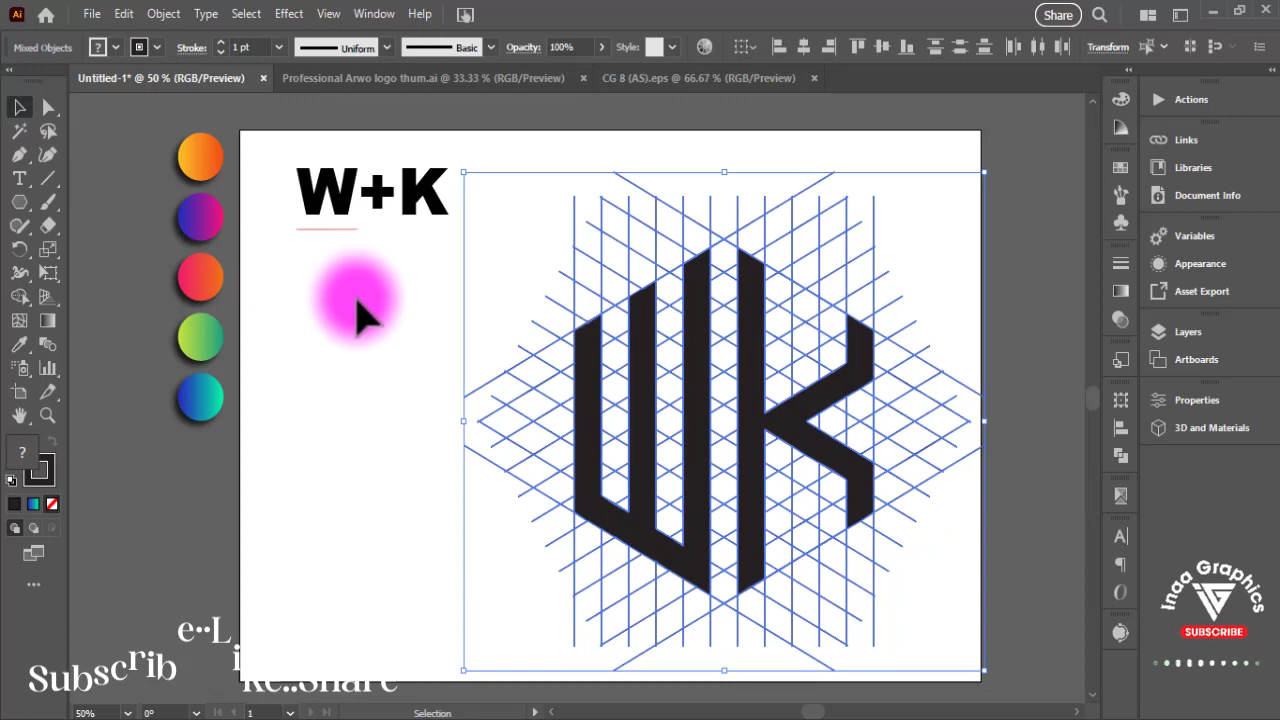 Ai File Edit Object Type Select Effect View Window Help Share
Mixed Objects ? Stroke: 1 pt Uniform Basic Opacity: 100% Style: Transform
Untitled-1* @ 50 % (RGB/Preview) × Professional Arwo logo thum.ai @ 33.33 % (RGB/Preview) × CG 8 (AS).eps @ 66.67 % (RGB/Preview) ×
Actions
Links
Libraries
Document Info
Variables
Appearance
Asset Export
Layers
Artboards
Properties
3D and Materials
W+K
WK
?
Inaa Graphics
SUBSCRIBE
e··L
i
Subscrib
Re..Share
50% 0° 1 Selection